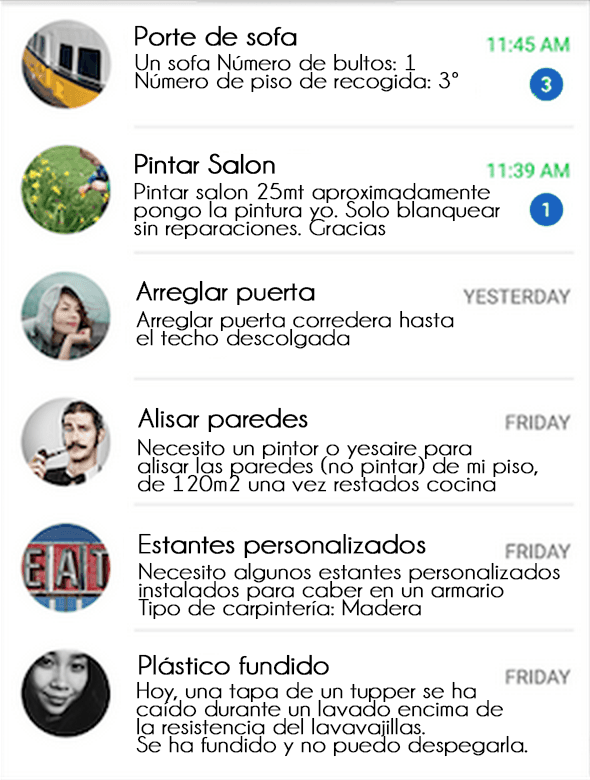 Porte de sofa
11:45 AM
Un sofa Número de bultos: 1
Número de piso de recogida: 3°
3
Pintar Salon
11:39 AM
Pintar salon 25mt aproximadamente
pongo la pintura yo. Solo blanquear
sin reparaciones. Gracias
1
Arreglar puerta
YESTERDAY
Arreglar puerta corredera hasta
el techo descolgada
Alisar paredes
FRIDAY
Necesito un pintor o yesaire para
alisar las paredes (no pintar) de mi piso,
de 120m2 una vez restados cocina
Estantes personalizados
FRIDAY
Necesito algunos estantes personalizados
instalados para caber en un armario
Tipo de carpintería: Madera
EAT
Plástico fundido
FRIDAY
Hoy, una tapa de un tupper se ha
caído durante un lavado encima de
la resistencia del lavavajillas.
Se ha fundido y no puedo despegarla.